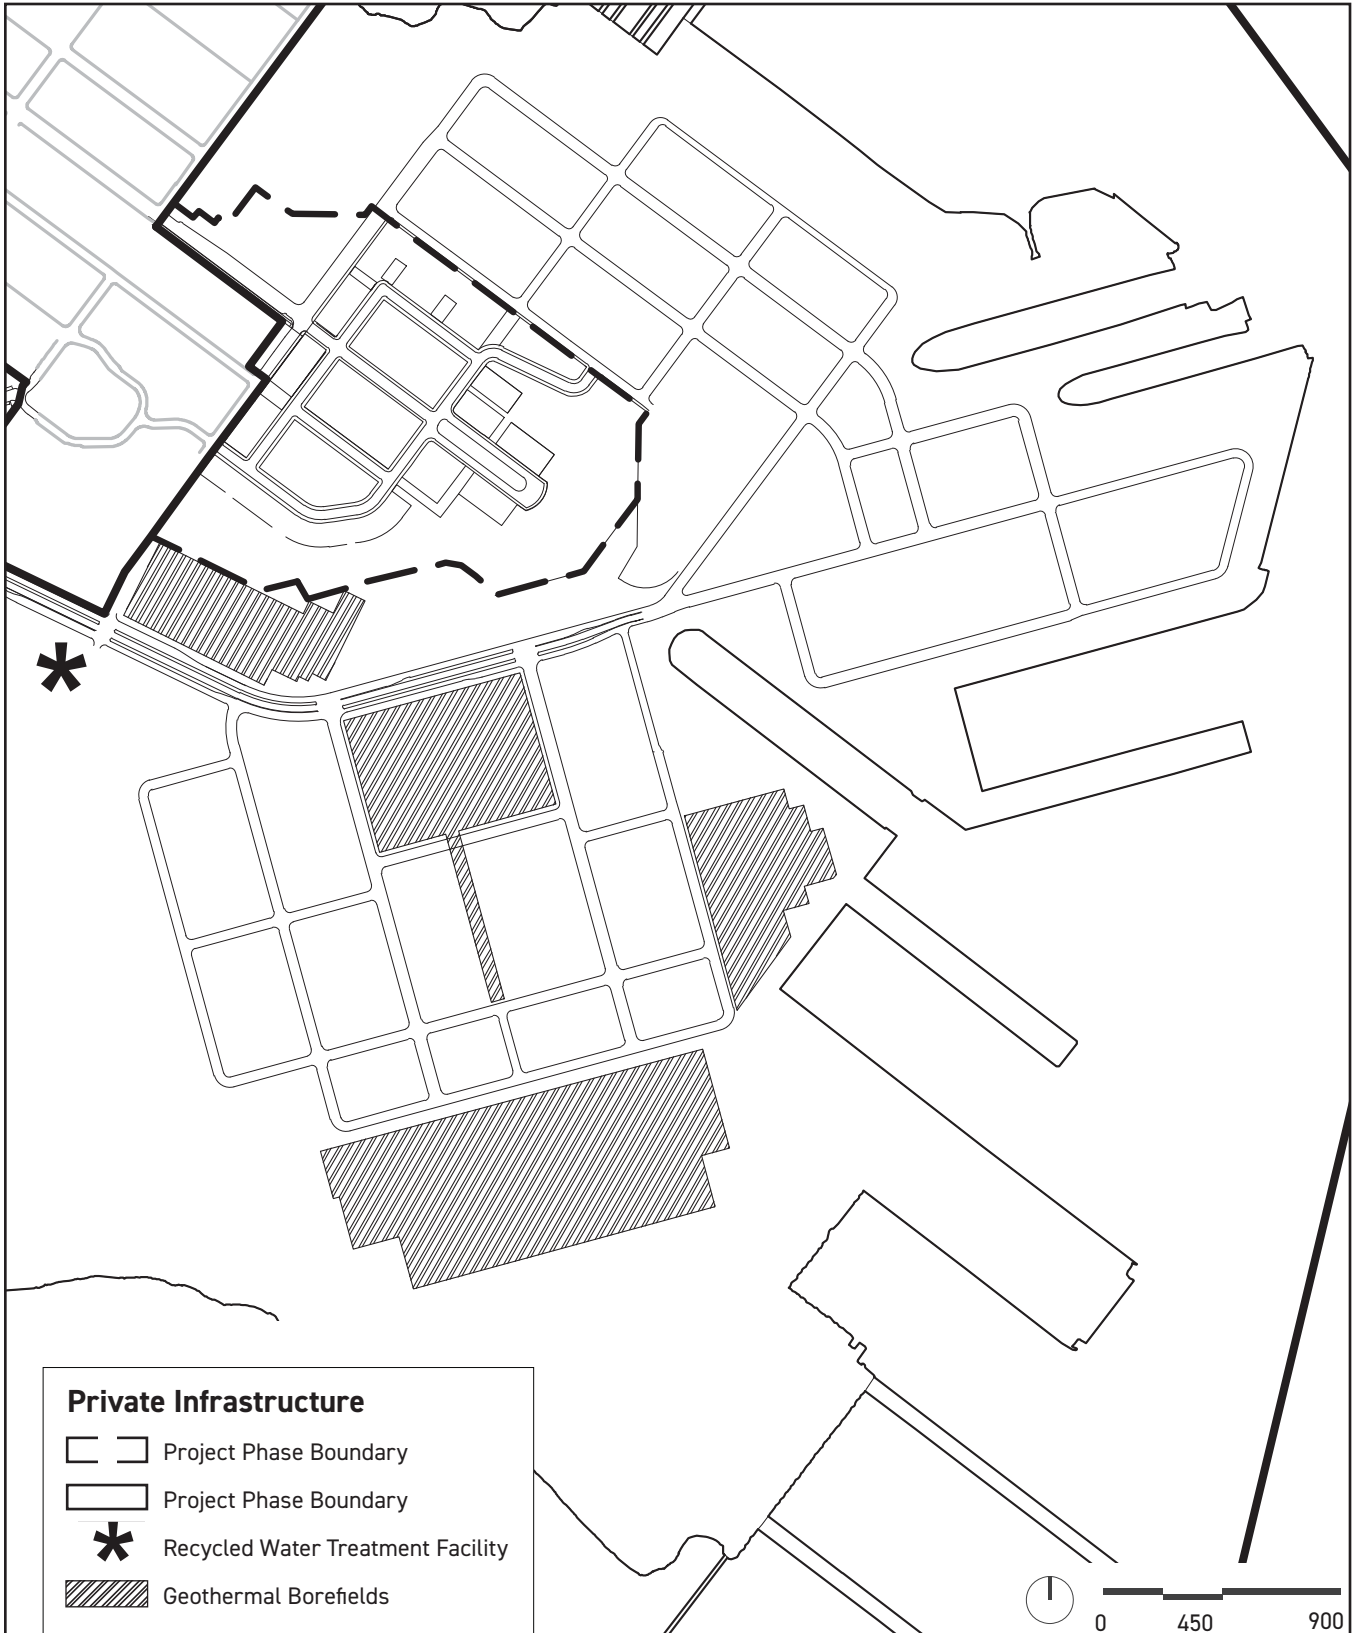 Private Infrastructure
Project Phase Boundary
Project Phase Boundary
Recycled Water Treatment Facility
Geothermal Borefields
0 450 900